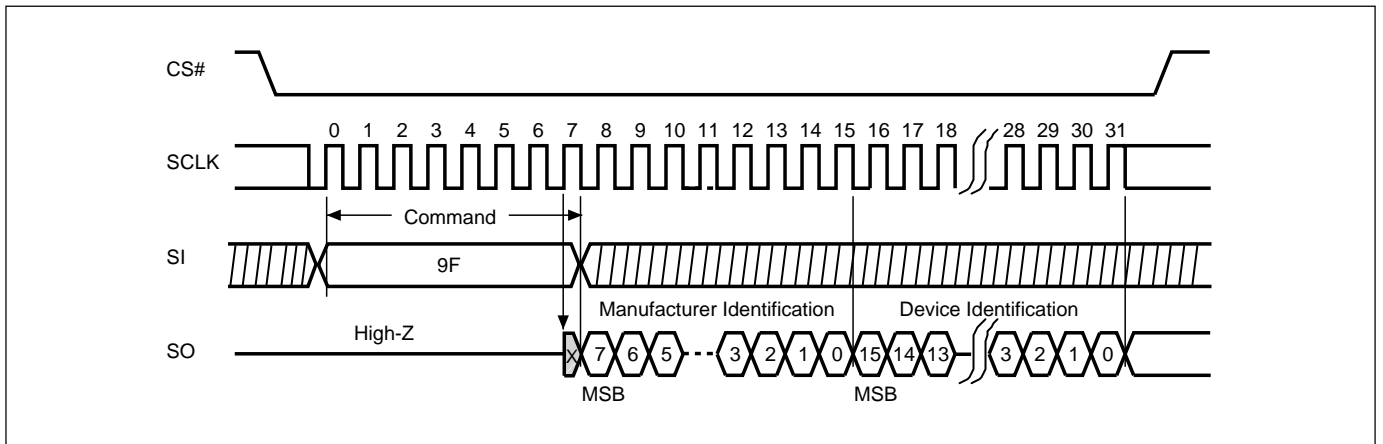 CS#
0 1 2 3 4 5 6 7 8 9 10 11 12 13 14 15 16 17 18 28 29 30 31
SCLK
Command
SI
9F
Manufacturer Identification Device Identification
High-Z
SO
X 7 6 5 3 2 1 0 15 14 13 3 2 1 0
MSB MSB